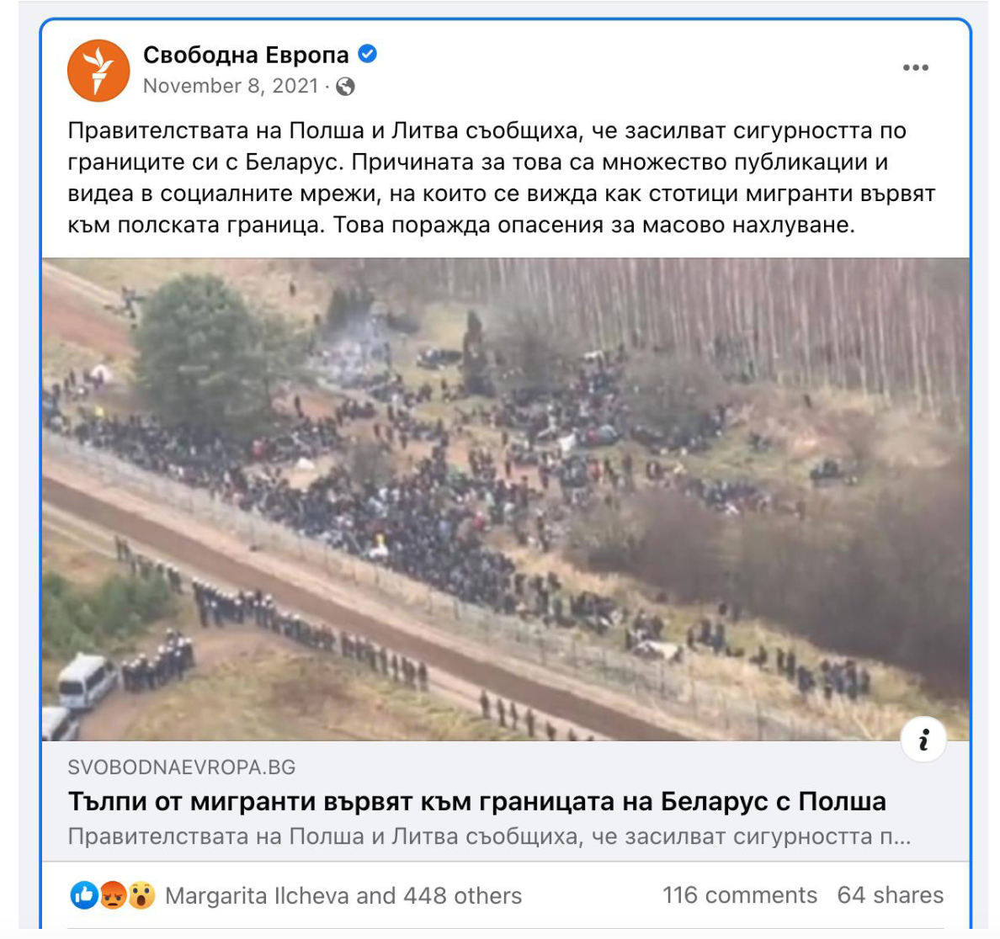 Свободна Европа
November 8, 2021 ·
Правителствата на Полша и Литва съобщиха, че засилват сигурността по
границите си с Беларус. Причината за това са множество публикации и
видеа в социалните мрежи, на които се вижда как стотици мигранти вървят
към полската граница. Това поражда опасения за масово нахлуване.
i
SVOBODNAEVROPA.BG
Тълпи от мигранти вървят към границата на Беларус с Полша
Правителствата на Полша и Литва съобщиха, че засилват сигурността п...
Margarita Ilcheva and 448 others 116 comments 64 shares